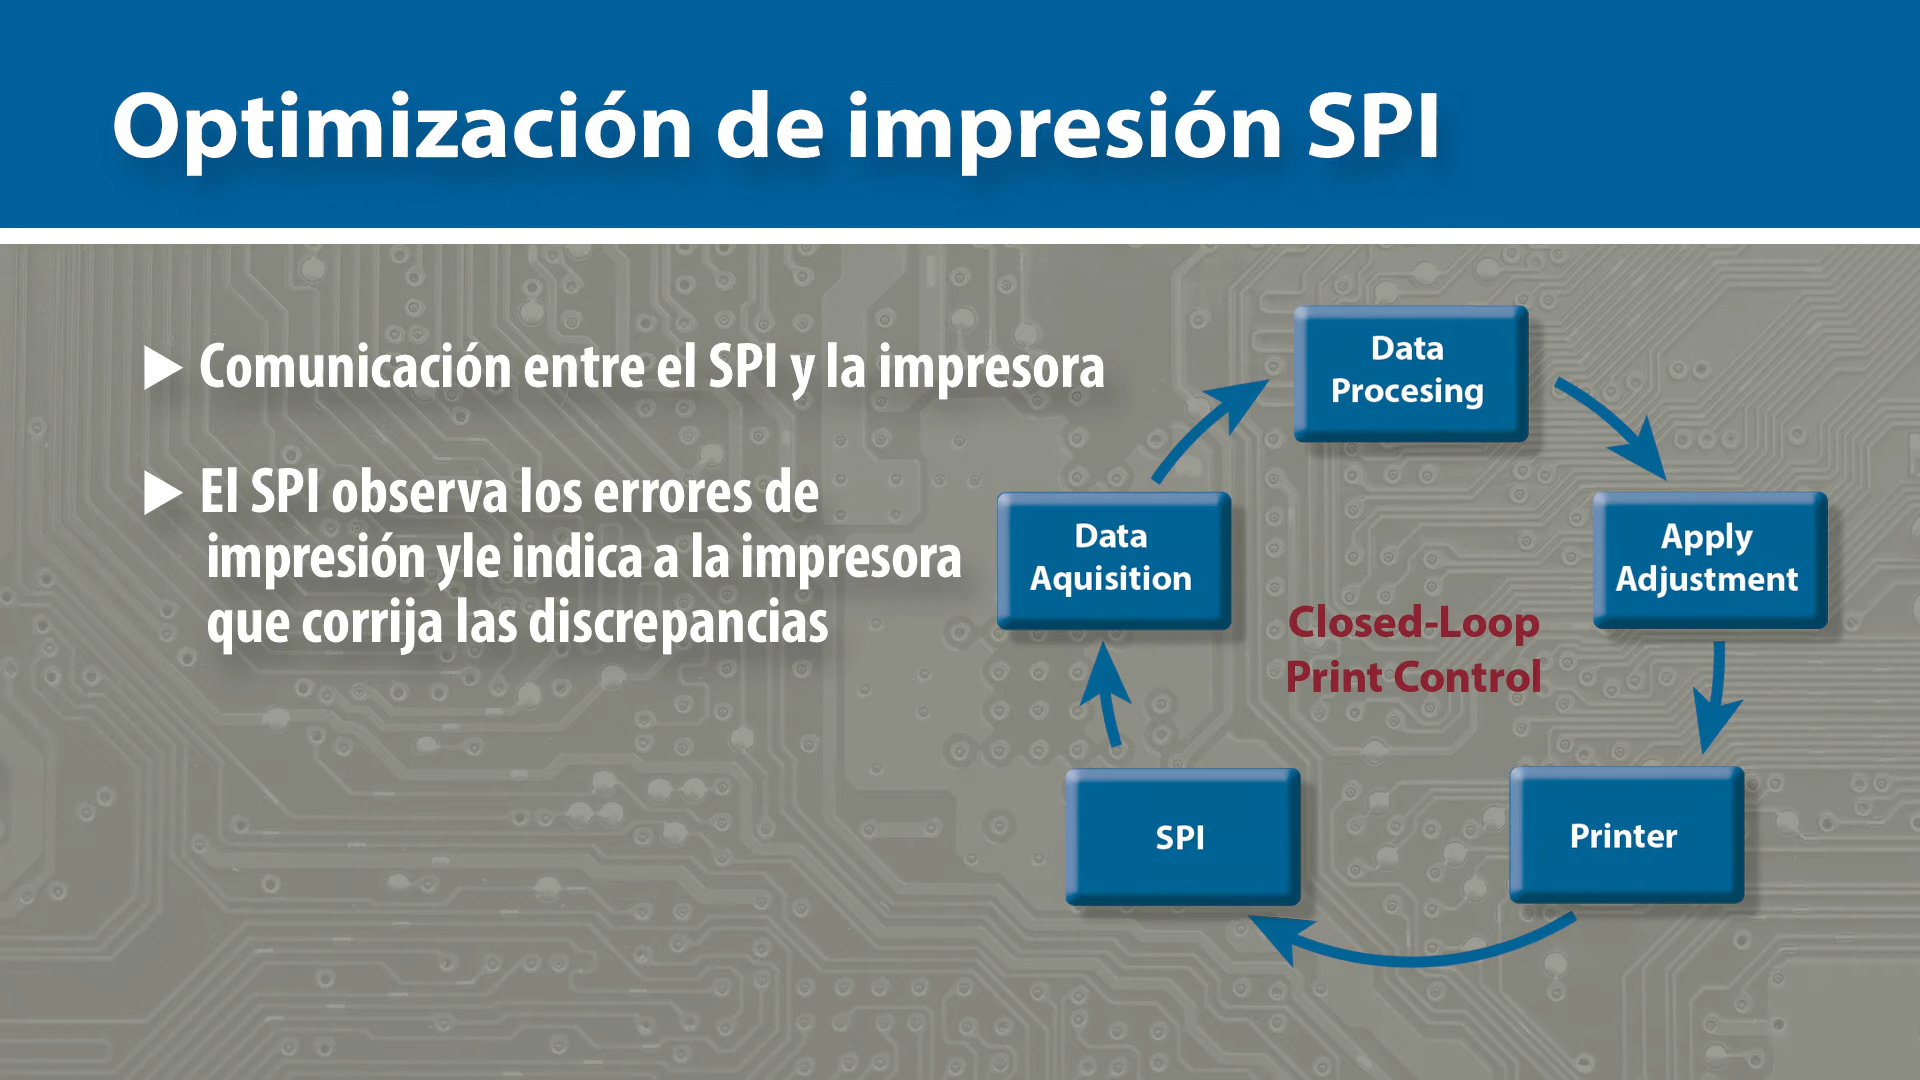 Optimización de impresión SPI
▶ Comunicación entre el SPI y la impresora
▶ El SPI observa los errores de
impresión yle indica a la impresora
que corrija las discrepancias
Data
Procesing
Data
Aquisition
Apply
Adjustment
Closed-Loop
Print Control
SPI
Printer